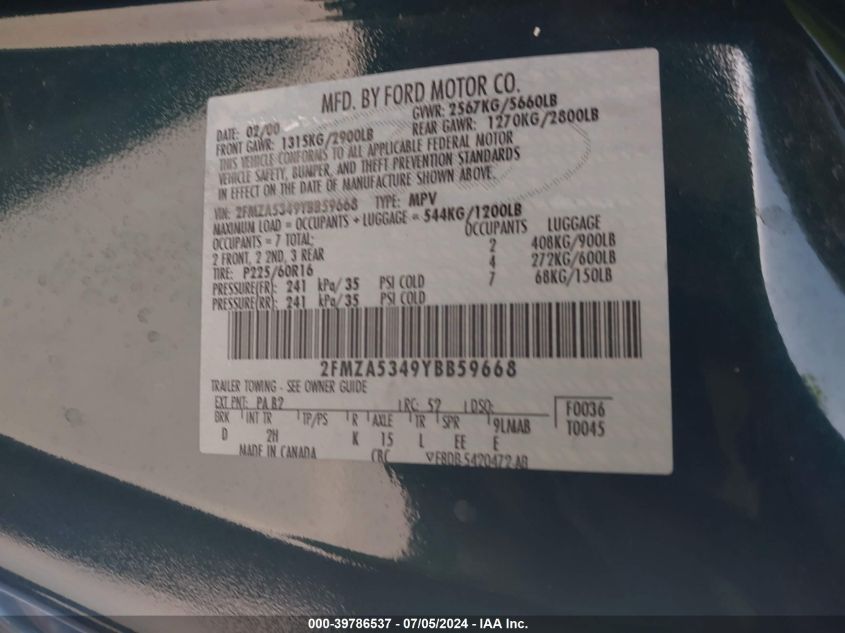 MFD. BY FORD MOTOR CO.
DATE: 02/00 GVWR: 2567KG/5660LB
FRONT GAWR: 1315KG/2900LB REAR GAWR: 1270KG/2800LB
THIS VEHICLE CONFORMS TO ALL APPLICABLE FEDERAL MOTOR
VEHICLE SAFETY, BUMPER, AND THEFT PREVENTION STANDARDS
IN EFFECT ON THE DATE OF MANUFACTURE SHOWN ABOVE.
VIN: 2FMZA5349YBB59668 TYPE: MPV
MAXIMUM LOAD = OCCUPANTS + LUGGAGE = 544KG/1200LB
OCCUPANTS = 7 TOTAL: OCCUPANTS LUGGAGE
2 FRONT, 2 2ND, 3 REAR 2 408KG/900LB
TIRE: P225/60R16 4 272KG/600LB
PRESSURE(FR): 241 kPa/35 PSI COLD 7 68KG/150LB
PRESSURE(RR): 241 kPa/35 PSI COLD
2FMZA5349YBB59668
TRAILER TOWING - SEE OWNER GUIDE
EXT PNT: PA B2 RC: 52 DSO: F0036
BRK INT TR TP/PS R AXLE TR SPR 9LMAB T0045
D 2H K 15 L EE E
MADE IN CANADA CBC F8DB-5420472-AB
000-39786537 - 07/05/2024 - IAA Inc.